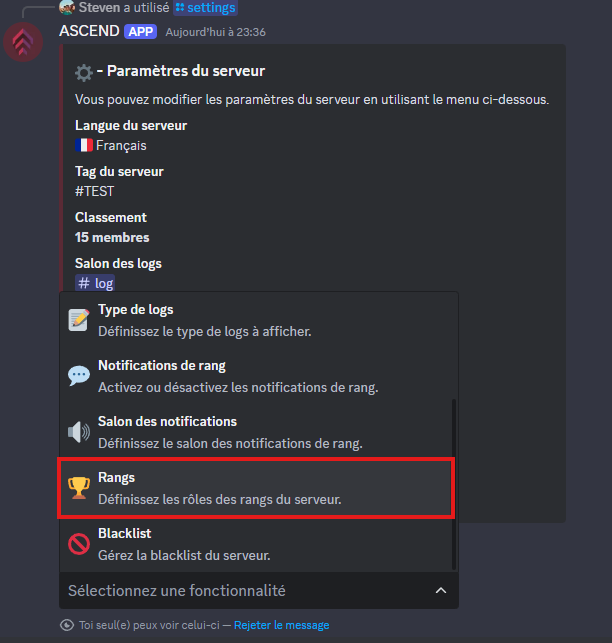 Steven a utilisé settings
ASCEND APP Aujourd'hui à 23:36
- Paramètres du serveur
Vous pouvez modifier les paramètres du serveur en utilisant le menu ci-dessous.
Langue du serveur
Français
Tag du serveur
#TEST
Classement
15 membres
Salon des logs
# log
Type de logs
Définissez le type de logs à afficher.
Notifications de rang
Activez ou désactivez les notifications de rang.
Salon des notifications
Définissez le salon des notifications de rang.
Rangs
Définissez les rôles des rangs du serveur.
Blacklist
Gérez la blacklist du serveur.
Sélectionnez une fonctionnalité
Toi seul(e) peux voir celui-ci — Rejeter le message